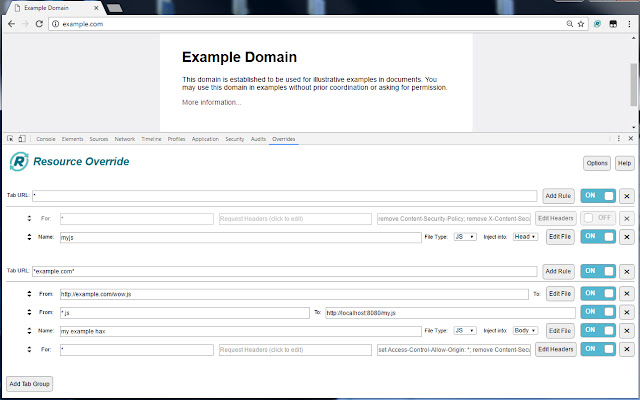 Example Domain
example.com
Example Domain
This domain is established to be used for illustrative examples in documents. You
may use this domain in examples without prior coordination or asking for permission.
More information...
Console Elements Sources Network Timeline Profiles Application Security Audits Overrides
R Resource Override Options Help
Tab URL: * Add Rule ON
For: * Request Headers (click to edit) remove Content-Security-Policy; remove X-Content-Secu Edit Headers OFF
Name: myjs File Type: JS Inject into: Head Edit File ON
Tab URL: *example.com* Add Rule ON
From: http://example.com/wow.js To: Edit File ON
From: *.js To: http://localhost:8080/my.js ON
Name: my example hax File Type: JS Inject into: Body Edit File ON
For: * Request Headers (click to edit) set Access-Control-Allow-Origin: *; remove Content-Secu Edit Headers ON
Add Tab Group